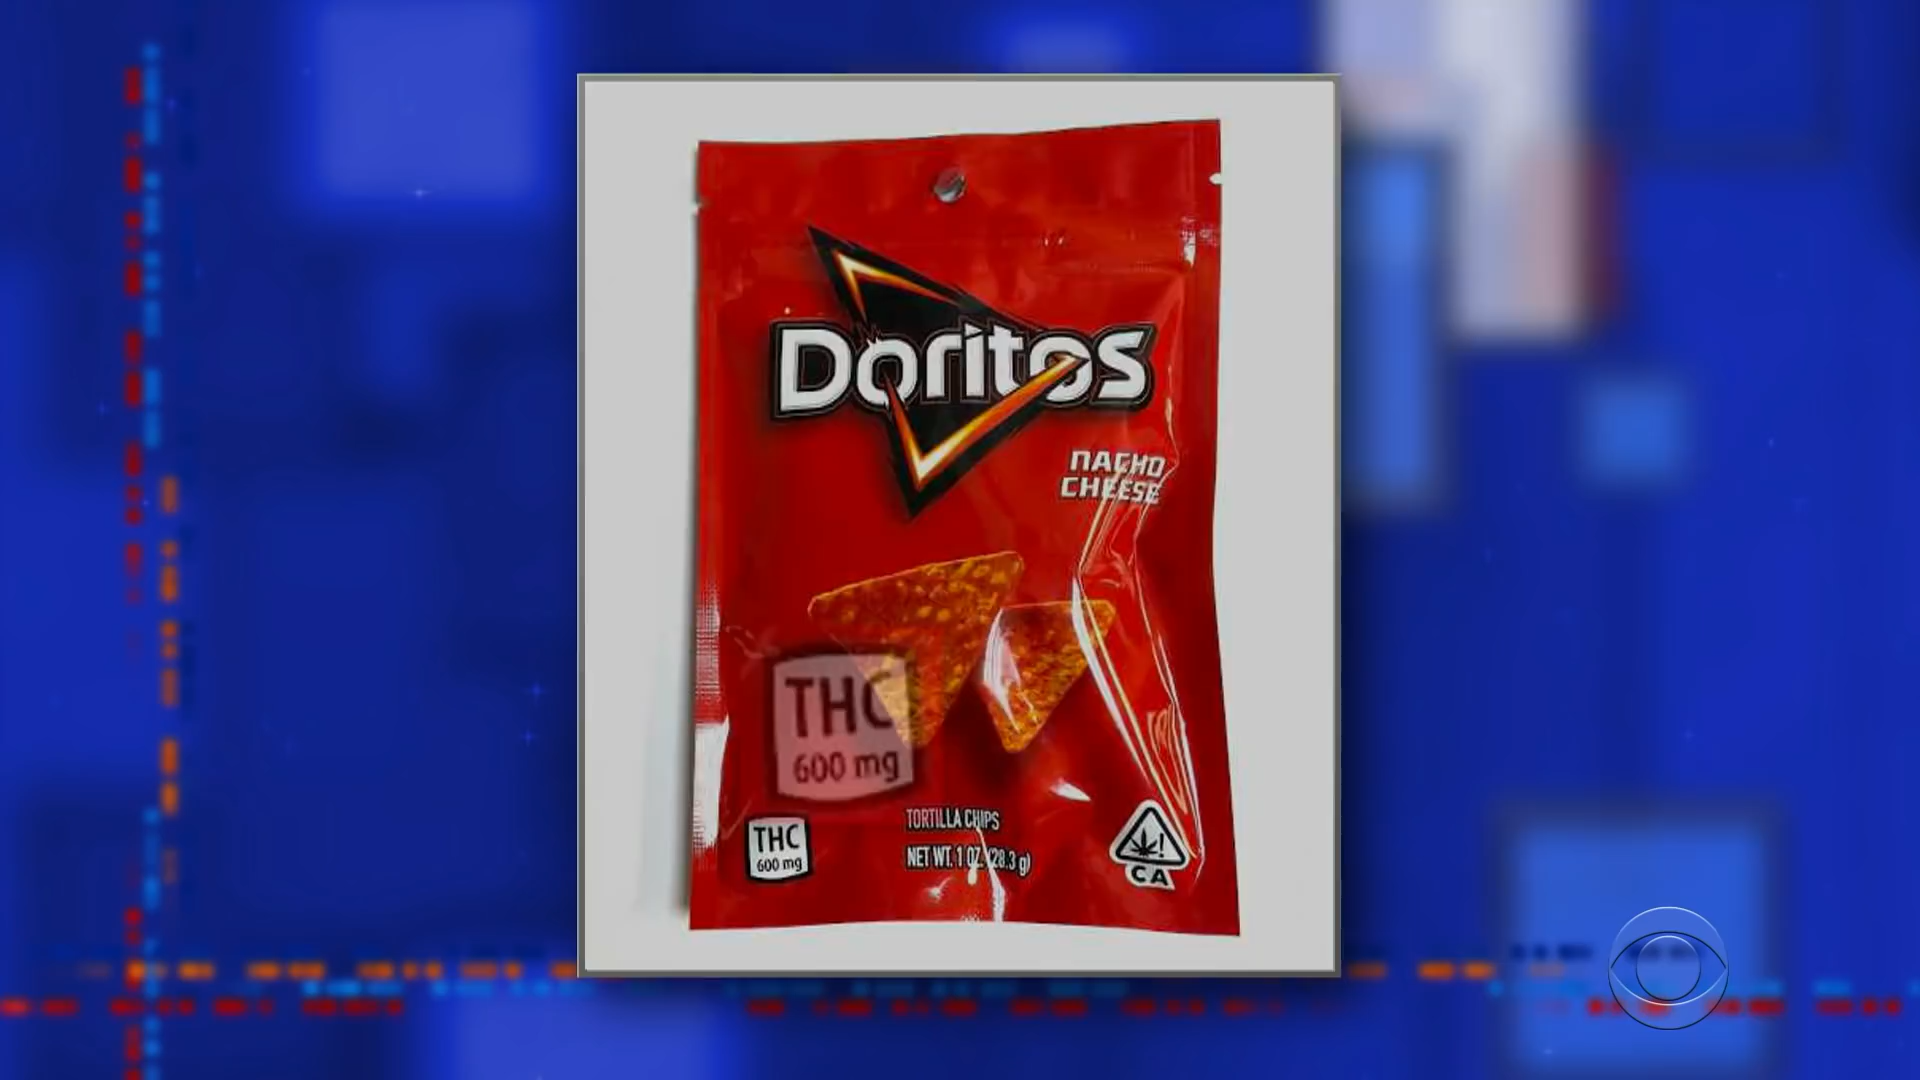 Doritos
NACHO
CHEESE
THC
600 mg
TORTILLA CHIPS
NET WT. 1 OZ. (28.3 g)
THC
600 mg
!
CA